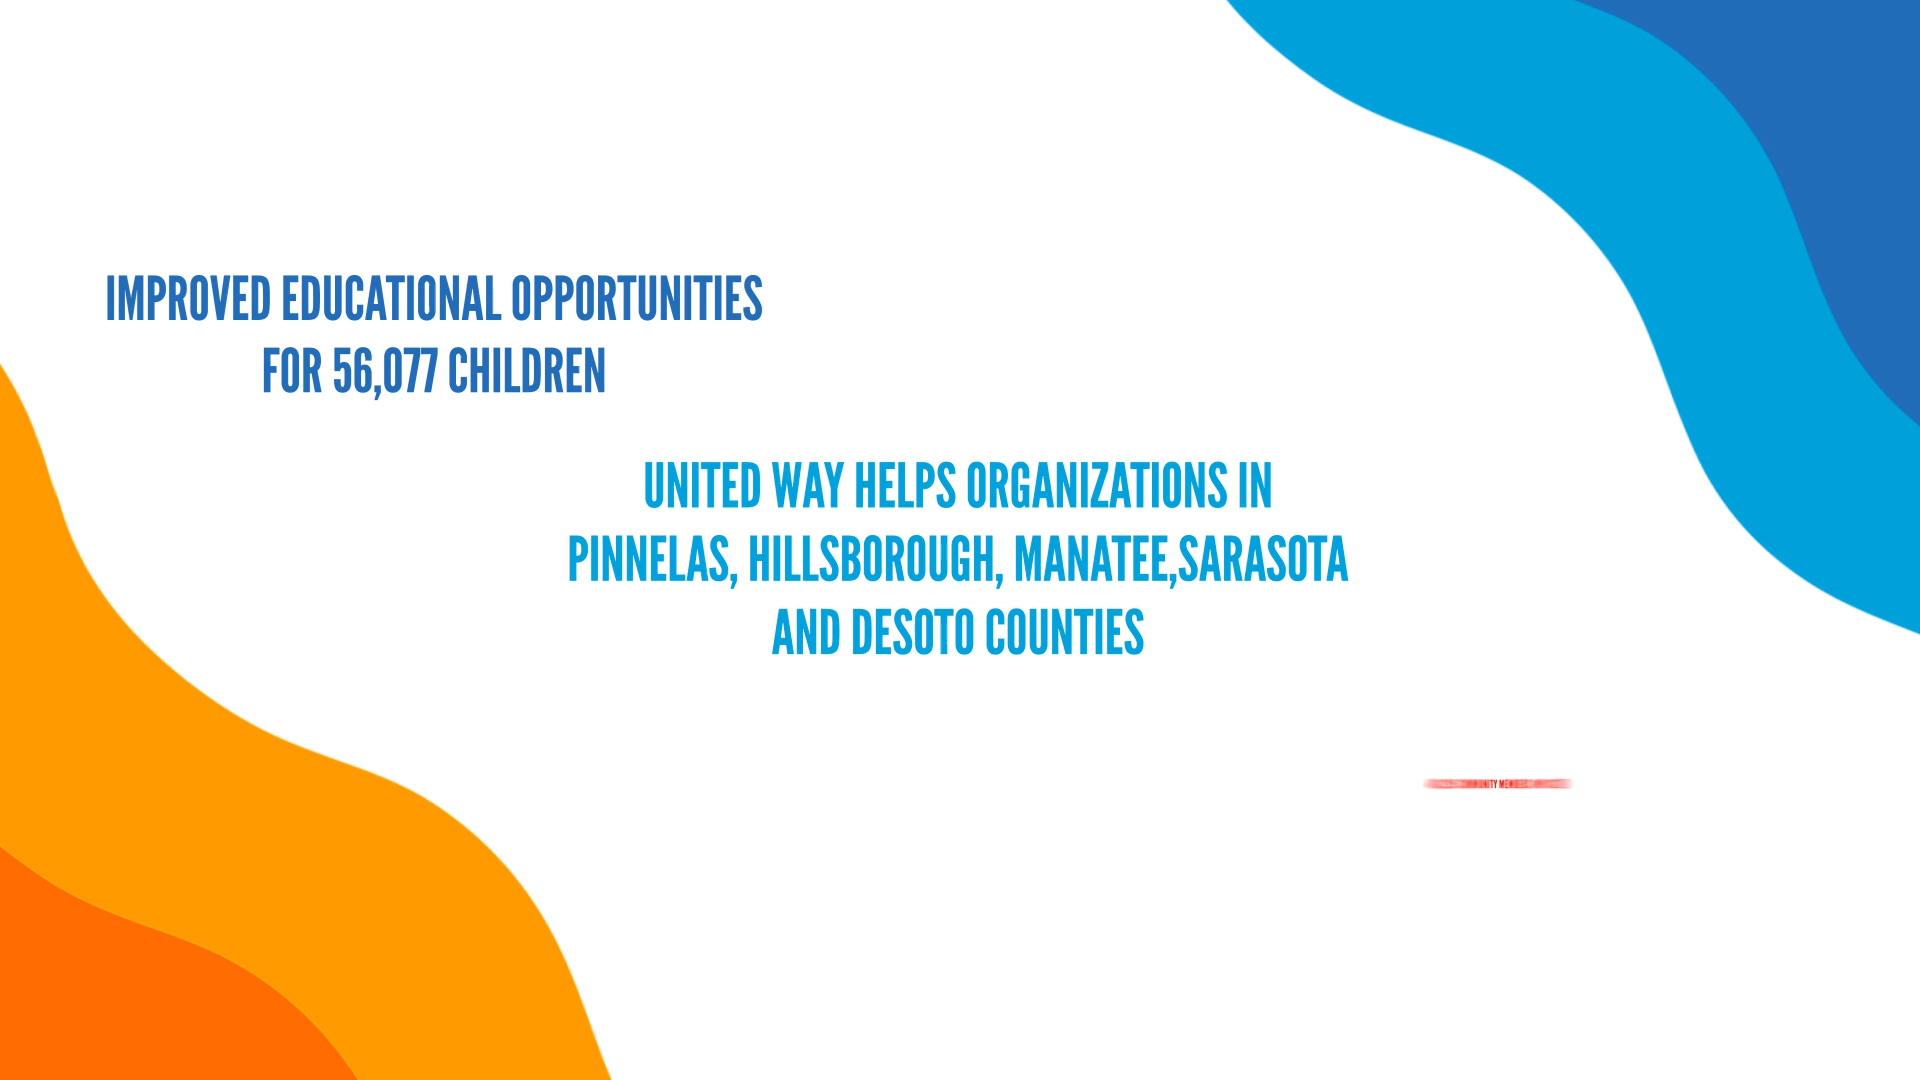 IMPROVED EDUCATIONAL OPPORTUNITIES
FOR 56,077 CHILDREN
UNITED WAY HELPS ORGANIZATIONS IN
PINNELAS, HILLSBOROUGH, MANATEE,SARASOTA
AND DESOTO COUNTIES